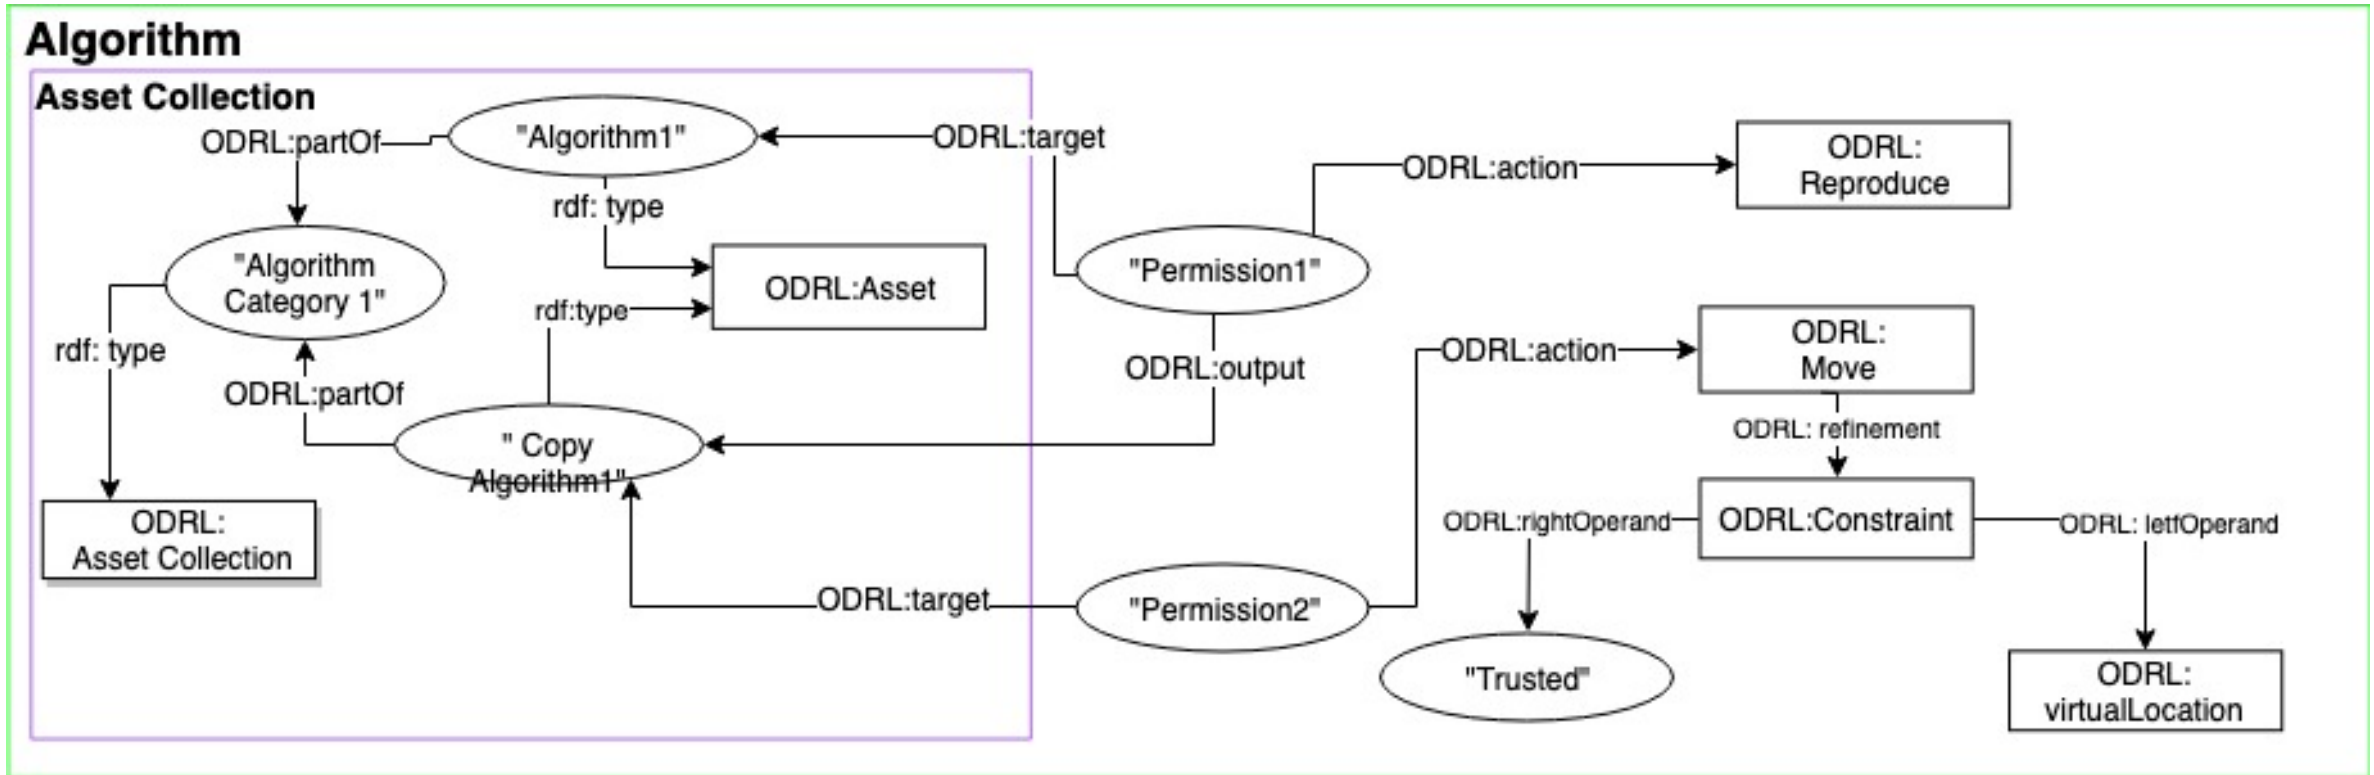 Algorithm
Asset Collection
ODRL:partOf
"Algorithm1"
ODRL:target
ODRL:action
ODRL:
Reproduce
rdf: type
"Algorithm
Category 1"
ODRL:Asset
"Permission1"
rdf:type
rdf: type
ODRL:partOf
ODRL:output
ODRL:action
ODRL:
Move
ODRL: refinement
" Copy
Algorithm1"
ODRL:
Asset Collection
ODRL:rightOperand
ODRL:Constraint
ODRL: letfOperand
ODRL:target
"Permission2"
"Trusted"
ODRL:
virtualLocation